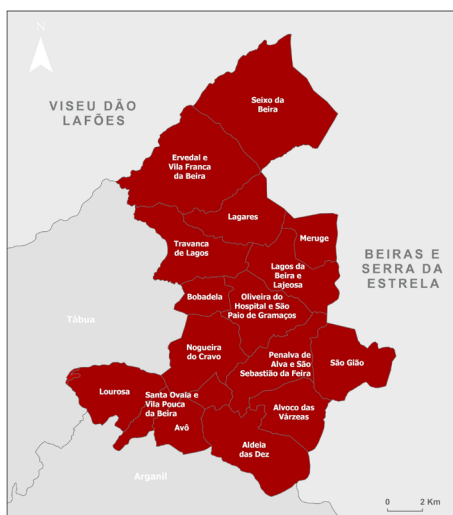 N
VISEU DÃO
LAFÕES
Seixo da
Beira
Ervedal e
Vila Franca
da Beira
Lagares
Meruge
Travanca
de Lagos
BEIRAS E
SERRA DA
ESTRELA
Lagos da
Beira e
Lajeosa
Bobadela
Oliveira do
Hospital e São
Paio de Gramaços
Tábua
Nogueira
do Cravo
Penalva de
Alva e São
Sebastião da Feira
São Gião
Lourosa
Santa Ovaia e
Vila Pouca
da Beira
Alvoco das
Várzeas
Avô
Aldeia
das Dez
Arganil
0 2 Km